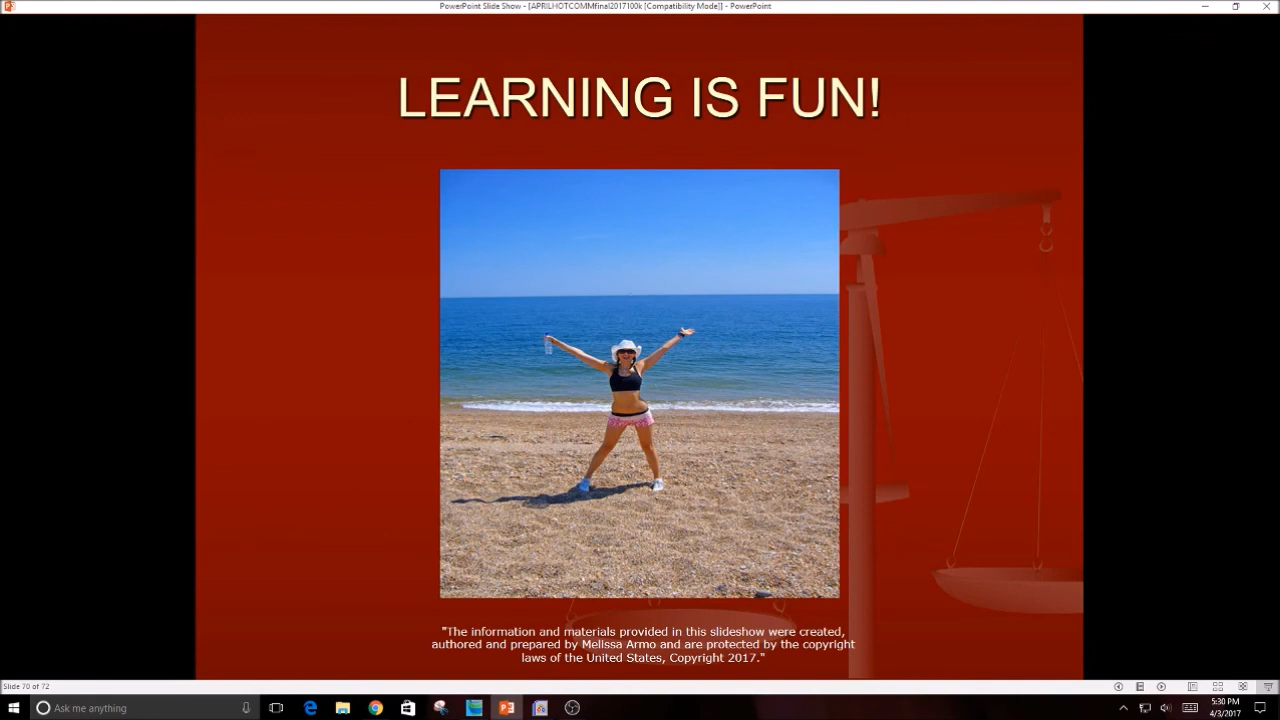 PowerPoint Slide Show - [APRILHOTCOMMfinal2017100k [Compatibility Mode]] - PowerPoint
LEARNING IS FUN!
"The information and materials provided in this slideshow were created,
authored and prepared by Melissa Armo and are protected by the copyright
laws of the United States, Copyright 2017."
Slide 70 of 72
Ask me anything
5:30 PM
4/3/2017